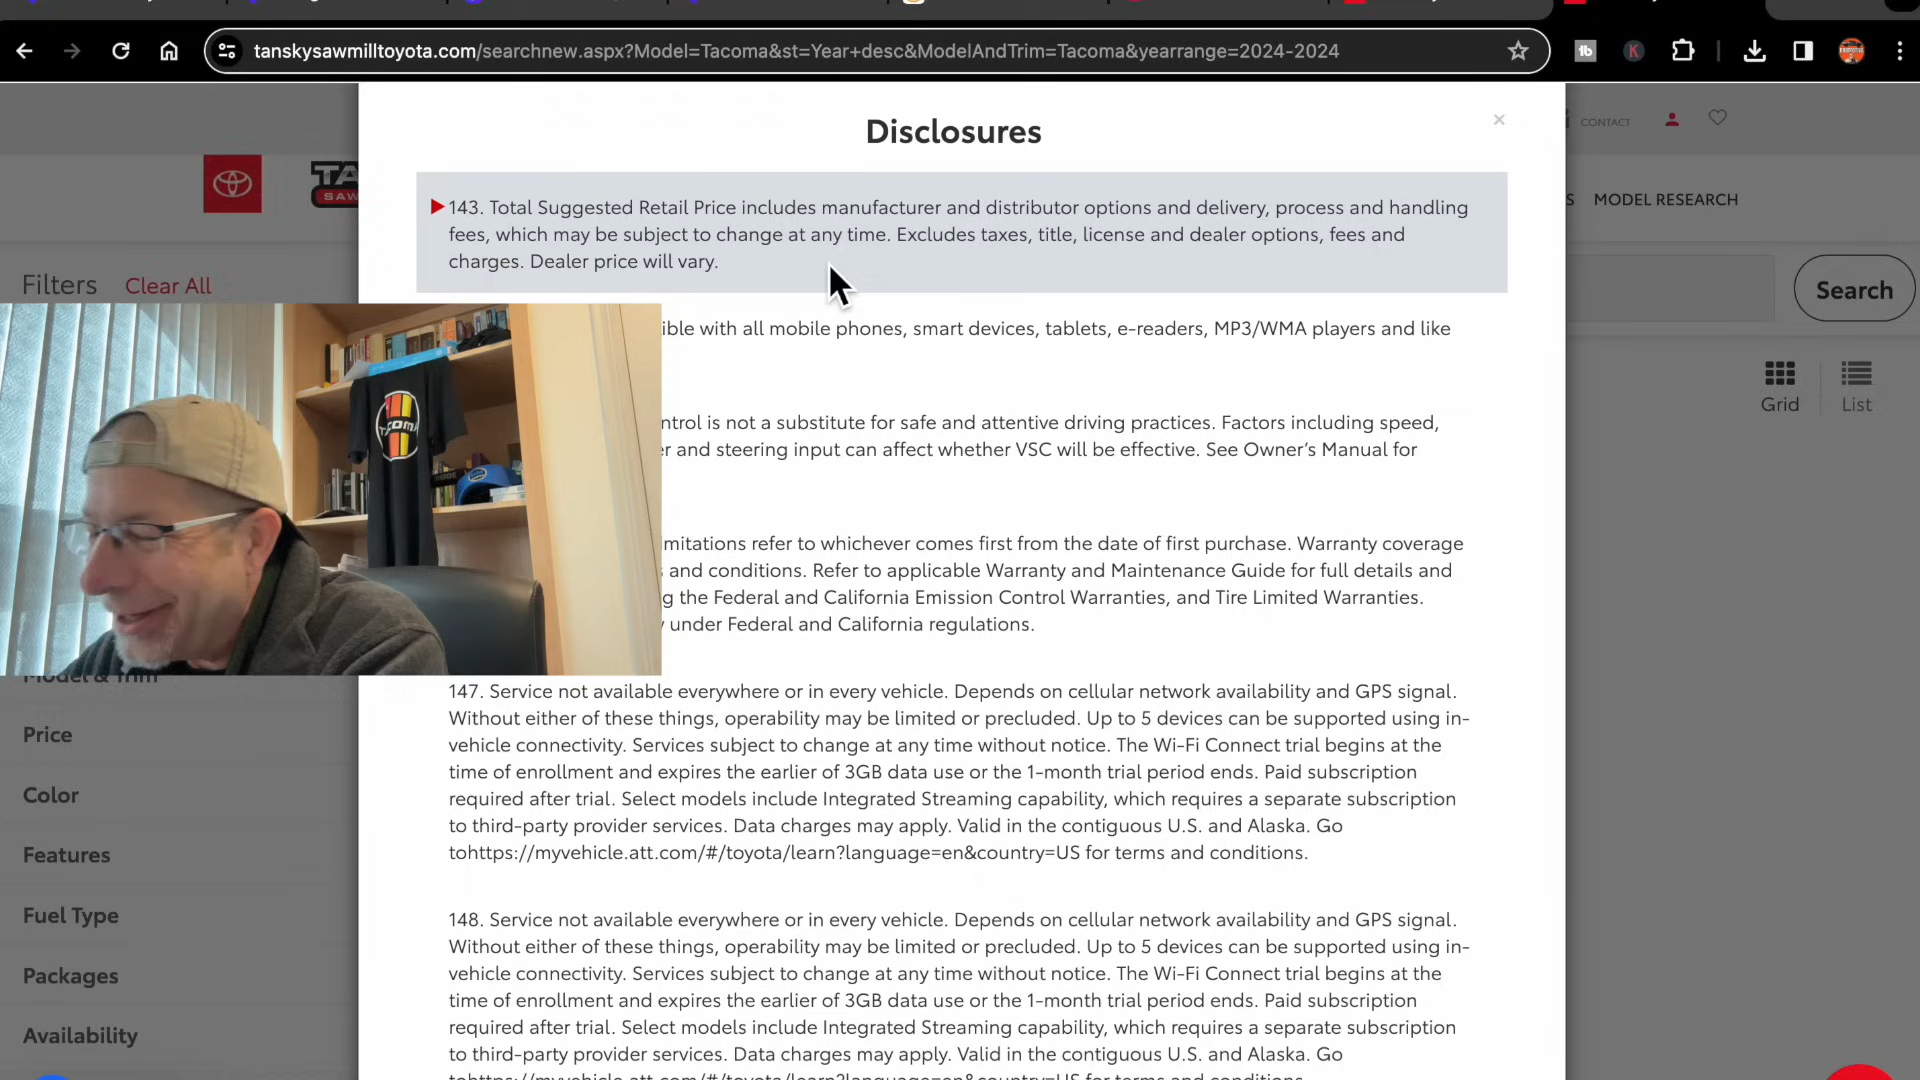 tanskysawmilltoyota.com/searchnew.aspx?Model=Tacoma&st=Year+desc&ModelAndTrim=Tacoma&yearrange=2024-2024
Disclosures
×
CONTACT
MODEL RESEARCH
143. Total Suggested Retail Price includes manufacturer and distributor options and delivery, process and handling
fees, which may be subject to change at any time. Excludes taxes, title, license and dealer options, fees and
charges. Dealer price will vary.
Filters
Clear All
Search
with all mobile phones, smart devices, tablets, e-readers, MP3/WMA players and like
Grid
List
is not a substitute for safe and attentive driving practices. Factors including speed,
and steering input can affect whether VSC will be effective. See Owner's Manual for
refer to whichever comes first from the date of first purchase. Warranty coverage
and conditions. Refer to applicable Warranty and Maintenance Guide for full details and
the Federal and California Emission Control Warranties, and Tire Limited Warranties.
under Federal and California regulations.
Model & Trim
147. Service not available everywhere or in every vehicle. Depends on cellular network availability and GPS signal.
Without either of these things, operability may be limited or precluded. Up to 5 devices can be supported using in-
vehicle connectivity. Services subject to change at any time without notice. The Wi-Fi Connect trial begins at the
time of enrollment and expires the earlier of 3GB data use or the 1-month trial period ends. Paid subscription
required after trial. Select models include Integrated Streaming capability, which requires a separate subscription
to third-party provider services. Data charges may apply. Valid in the contiguous U.S. and Alaska. Go
tohttps://myvehicle.att.com/#/toyota/learn?language=en&country=US for terms and conditions.
Price
Color
Features
Fuel Type
Packages
Availability
148. Service not available everywhere or in every vehicle. Depends on cellular network availability and GPS signal.
Without either of these things, operability may be limited or precluded. Up to 5 devices can be supported using in-
vehicle connectivity. Services subject to change at any time without notice. The Wi-Fi Connect trial begins at the
time of enrollment and expires the earlier of 3GB data use or the 1-month trial period ends. Paid subscription
required after trial. Select models include Integrated Streaming capability, which requires a separate subscription
to third-party provider services. Data charges may apply. Valid in the contiguous U.S. and Alaska. Go
tohttps://myvehicle.att.com/#/toyota/learn?language=en&country=US for terms and conditions.